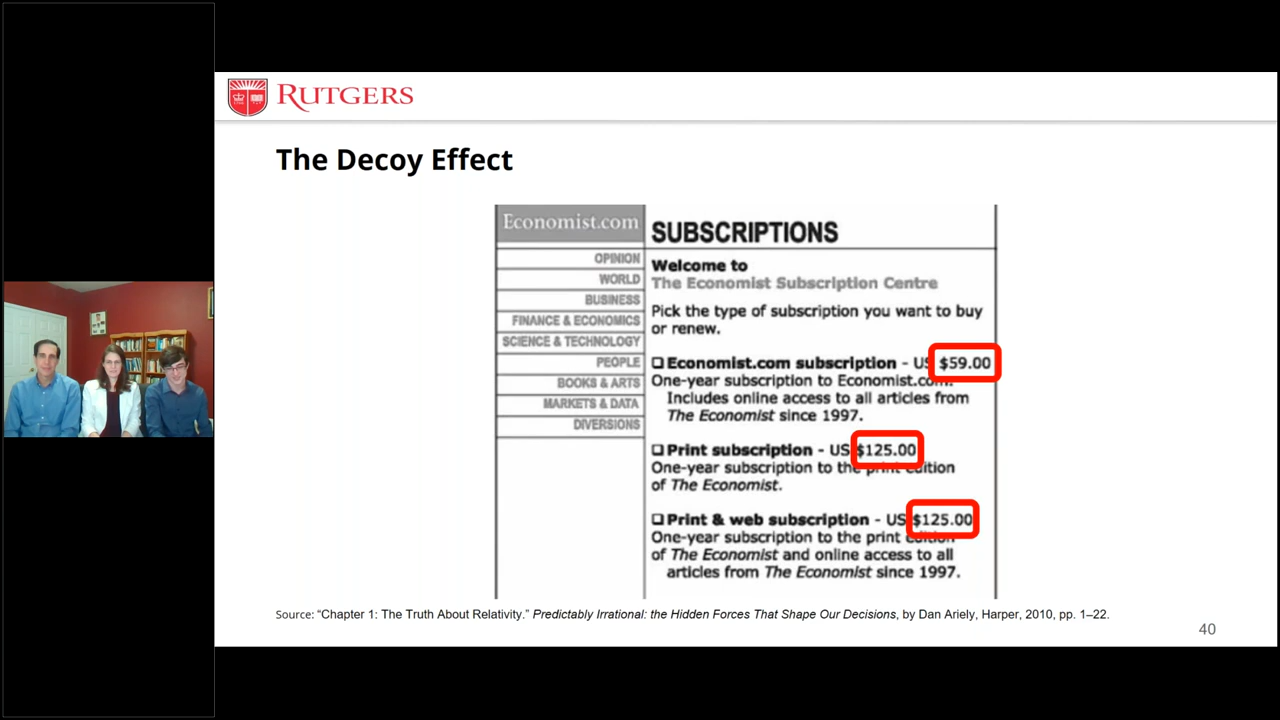 RUTGERS
The Decoy Effect
Economist.com
OPINION
WORLD
BUSINESS
FINANCE & ECONOMICS
SCIENCE & TECHNOLOGY
PEOPLE
BOOKS & ARTS
MARKETS & DATA
DIVERSIONS
SUBSCRIPTIONS
Welcome to
The Economist Subscription Centre
Pick the type of subscription you want to buy
or renew.
Economist.com subscription - US $59.00
One-year subscription to Economist.com.
Includes online access to all articles from
The Economist since 1997.
Print subscription - US $125.00
One-year subscription to the print edition
of The Economist.
Print & web subscription - US $125.00
One-year subscription to the print edition
of The Economist and online access to all
articles from The Economist since 1997.
Source: “Chapter 1: The Truth About Relativity.” Predictably Irrational: the Hidden Forces That Shape Our Decisions, by Dan Ariely, Harper, 2010, pp. 1–22.
40